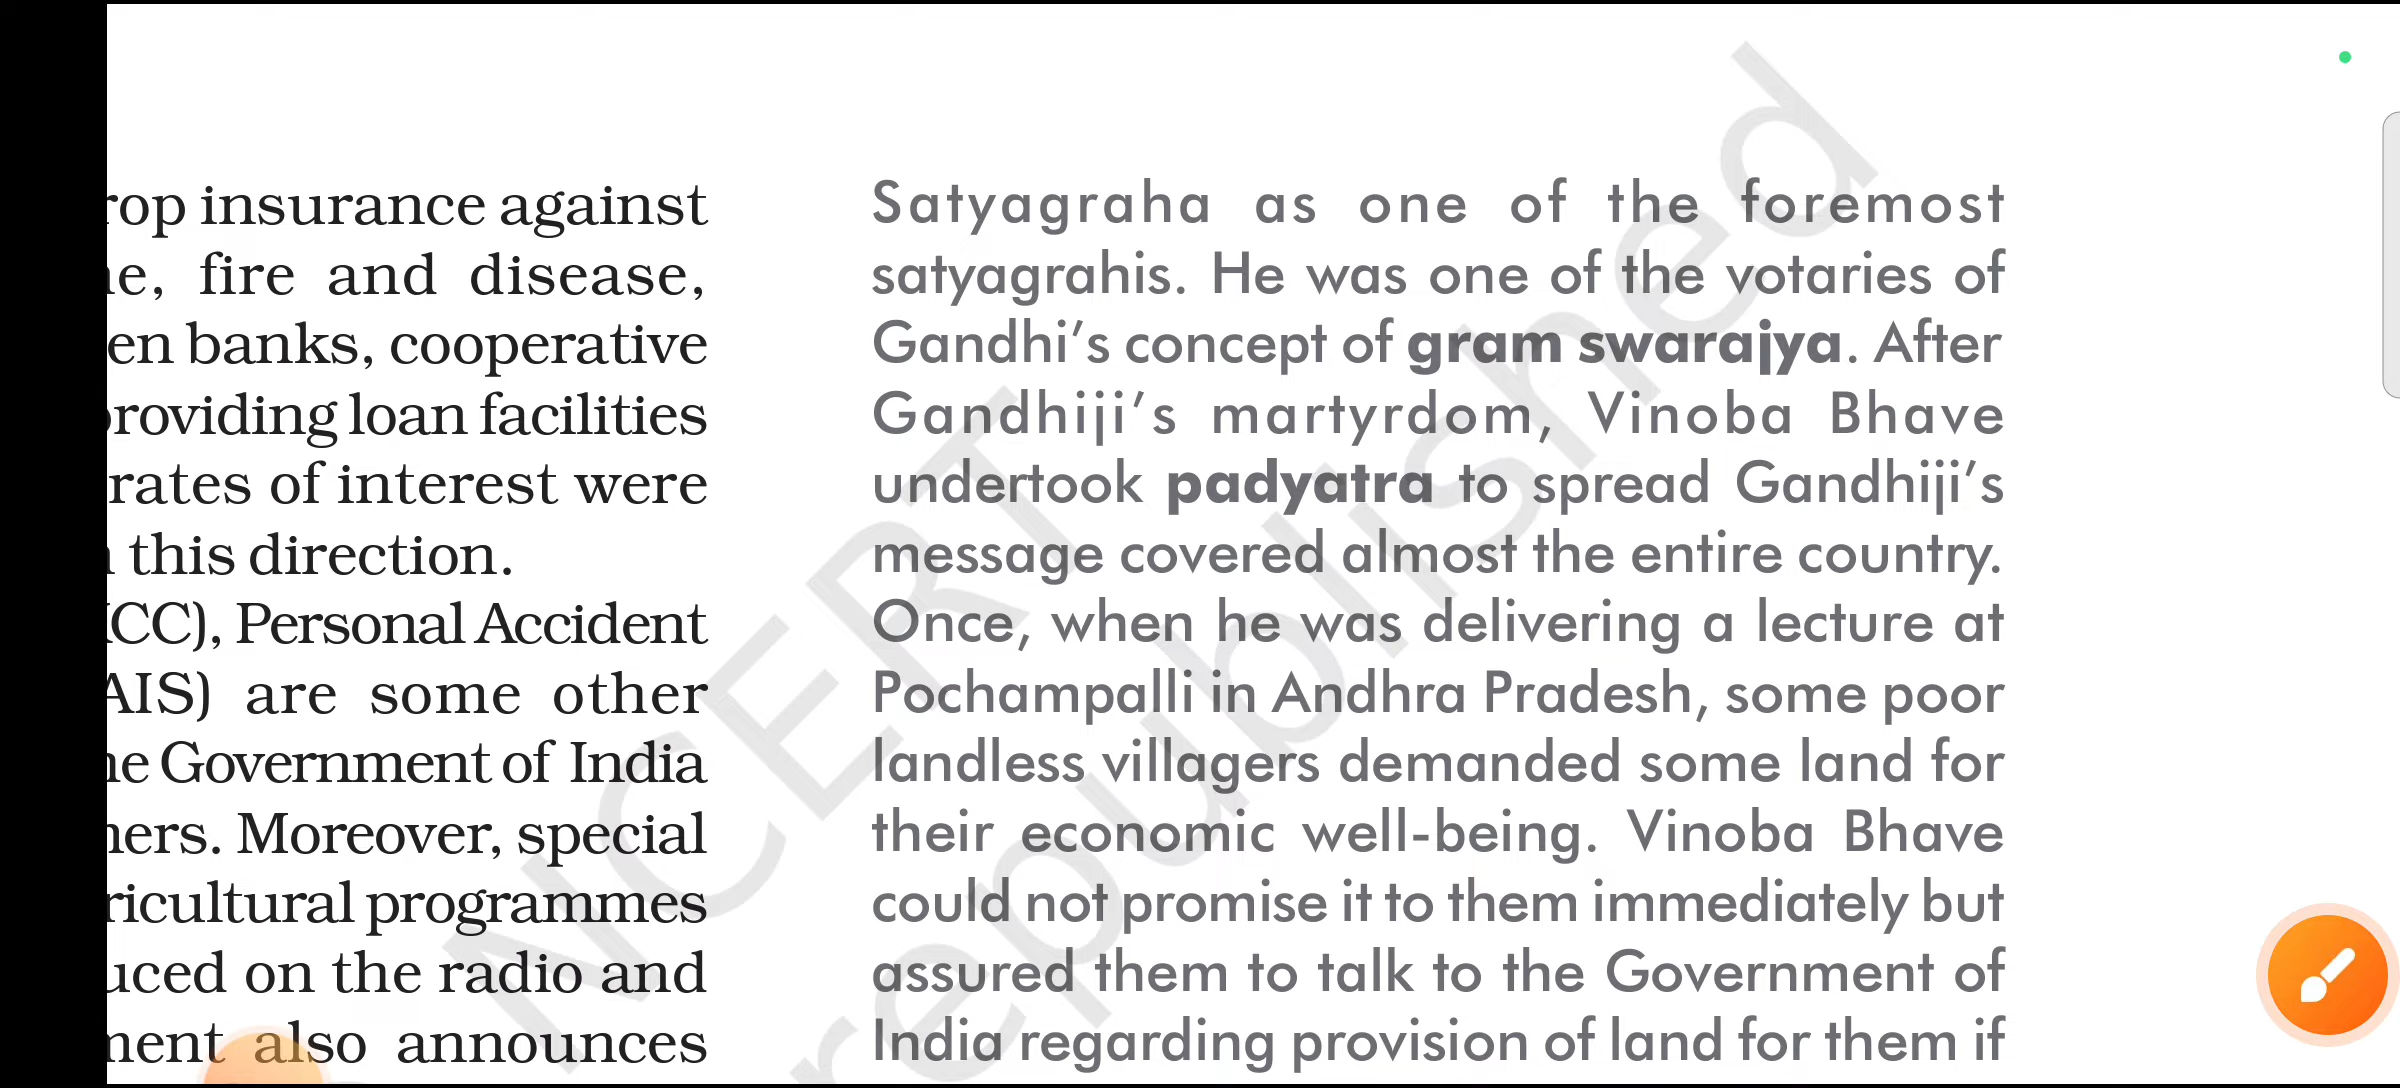 rop insurance against
e, fire and disease,
en banks, cooperative
providing loan facilities
rates of interest were
this direction.
KCC), Personal Accident
AIS) are some other
he Government of India
ers. Moreover, special
ricultural programmes
uced on the radio and
ment also announces
Satyagraha as one of the foremost
satyagrahis. He was one of the votaries of
Gandhi's concept of gram swarajya. After
Gandhiji's martyrdom, Vinoba Bhave
undertook padyatra to spread Gandhiji's
message covered almost the entire country.
Once, when he was delivering a lecture at
Pochampalli in Andhra Pradesh, some poor
landless villagers demanded some land for
their economic well-being. Vinoba Bhave
could not promise it to them immediately but
assured them to talk to the Government of
India regarding provision of land for them if
NCERT
republished